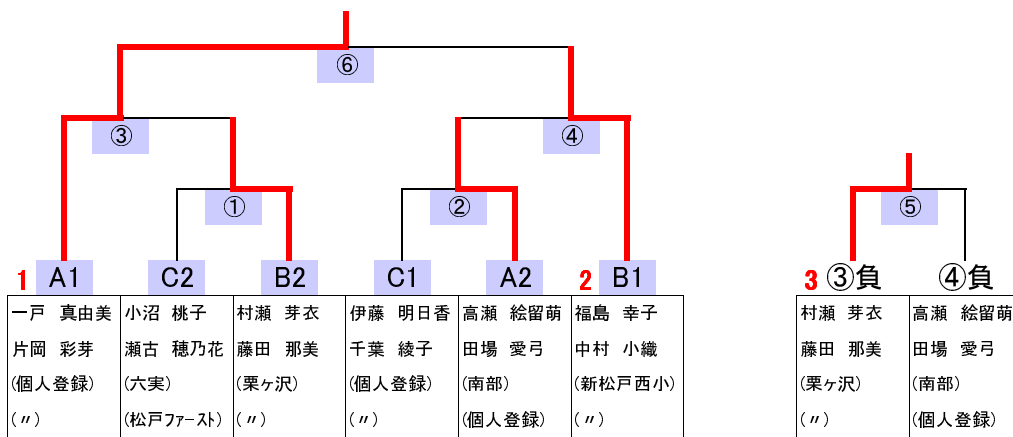 ⑥
③ ④
① ② ⑤
1 A1 C2 B2 C1 A2 2 B1 3 ③負 ④負
一戸 真由美 小沼 桃子 村瀬 芽衣 伊藤 明日香 高瀬 絵留萌 福島 幸子 村瀬 芽衣 高瀬 絵留萌
片岡 彩芽 瀬古 穂乃花 藤田 那美 千葉 綾子 田場 愛弓 中村 小織 藤田 那美 田場 愛弓
(個人登録) (六実) (栗ヶ沢) (個人登録) (南部) (新松戸西小) (栗ヶ沢) (南部)
(〃) (松戸ファースト) (〃) (〃) (個人登録) (〃) (〃) (個人登録)